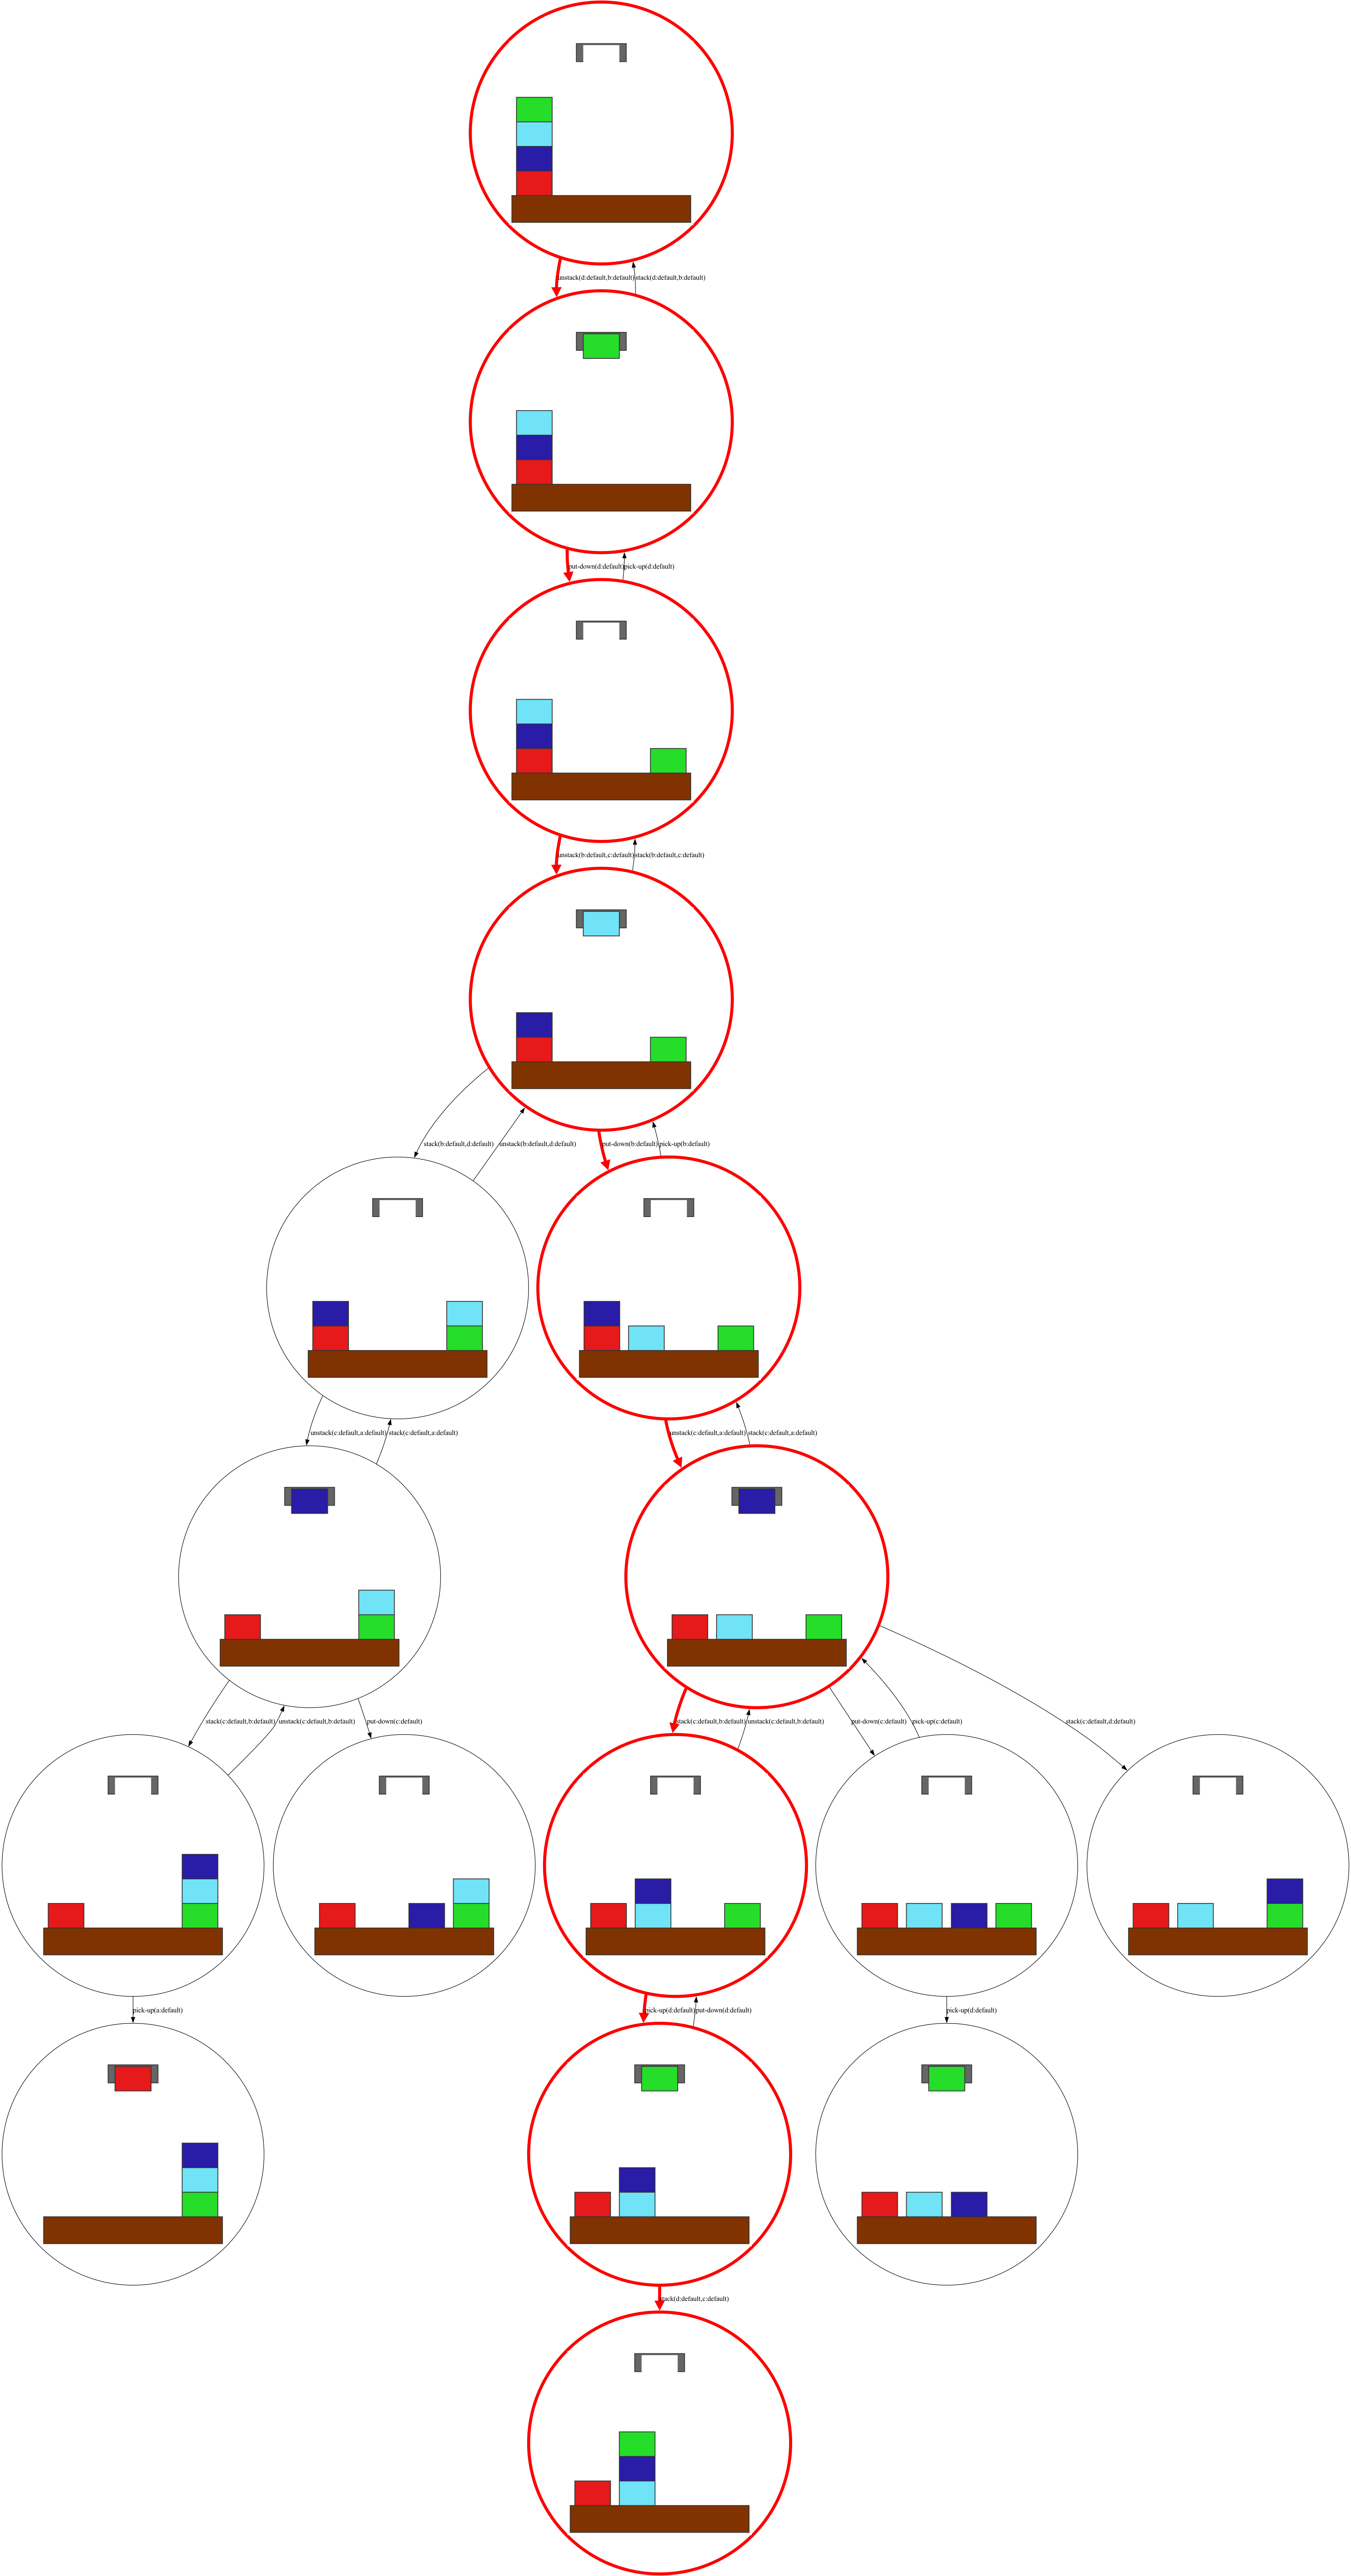 unstack(d:default,b:default) stack(d:default,b:default)
put-down(d:default) pick-up(d:default)
unstack(b:default,c:default) stack(b:default,c:default)
stack(b:default,d:default) unstack(b:default,d:default) put-down(b:default) pick-up(b:default)
unstack(c:default,a:default) stack(c:default,a:default) unstack(c:default,a:default) stack(c:default,a:default)
stack(c:default,b:default) unstack(c:default,b:default) put-down(c:default) stack(c:default,b:default) unstack(c:default,b:default) put-down(c:default) pick-up(c:default) stack(c:default,d:default)
pick-up(a:default) pick-up(d:default) put-down(d:default) pick-up(d:default)
stack(d:default,c:default)